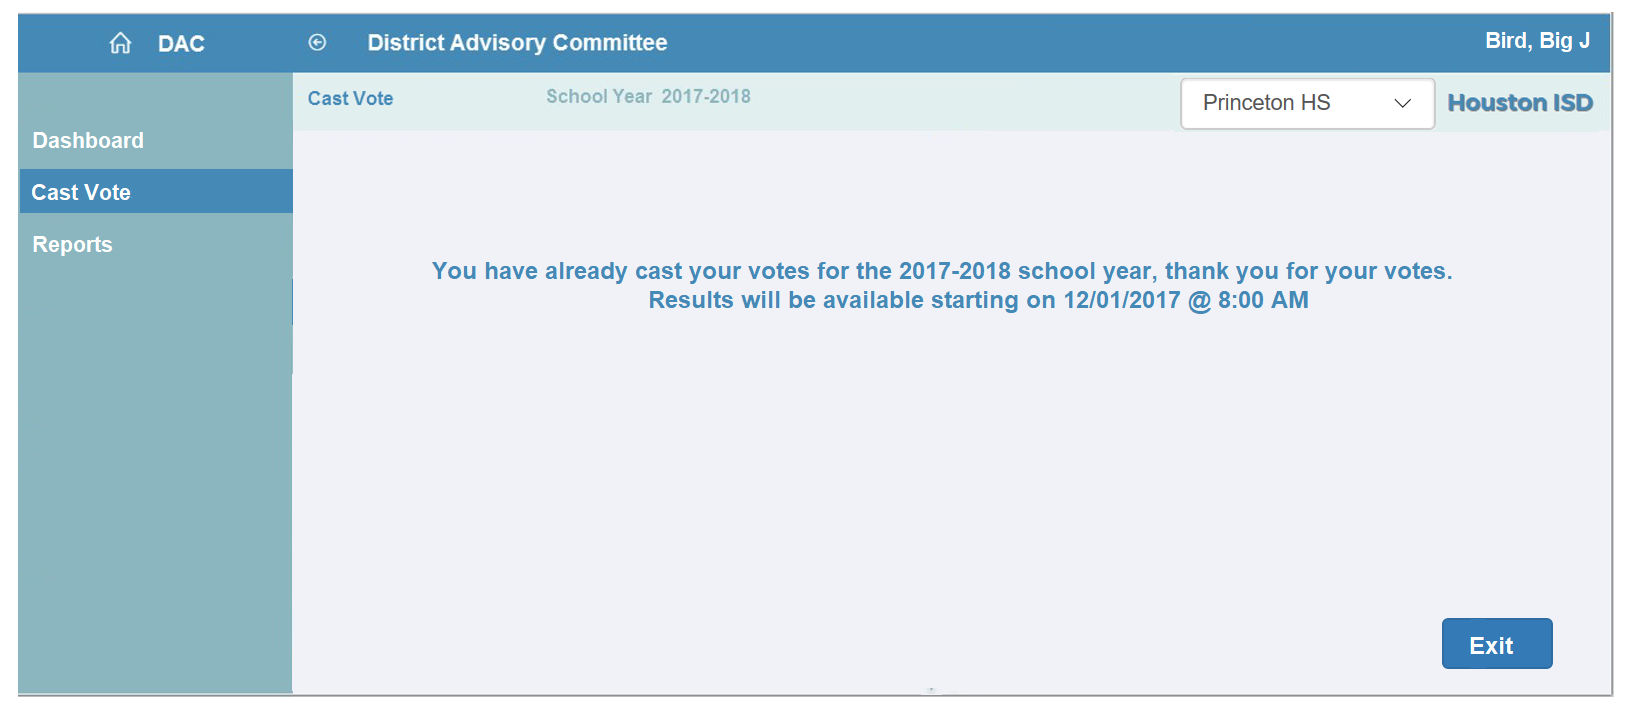 DAC
District Advisory Committee
Bird, Big J
Cast Vote
School Year 2017-2018
Princeton HS
Houston ISD
Dashboard
Cast Vote
Reports
You have already cast your votes for the 2017-2018 school year, thank you for your votes.
Results will be available starting on 12/01/2017 @ 8:00 AM
Exit